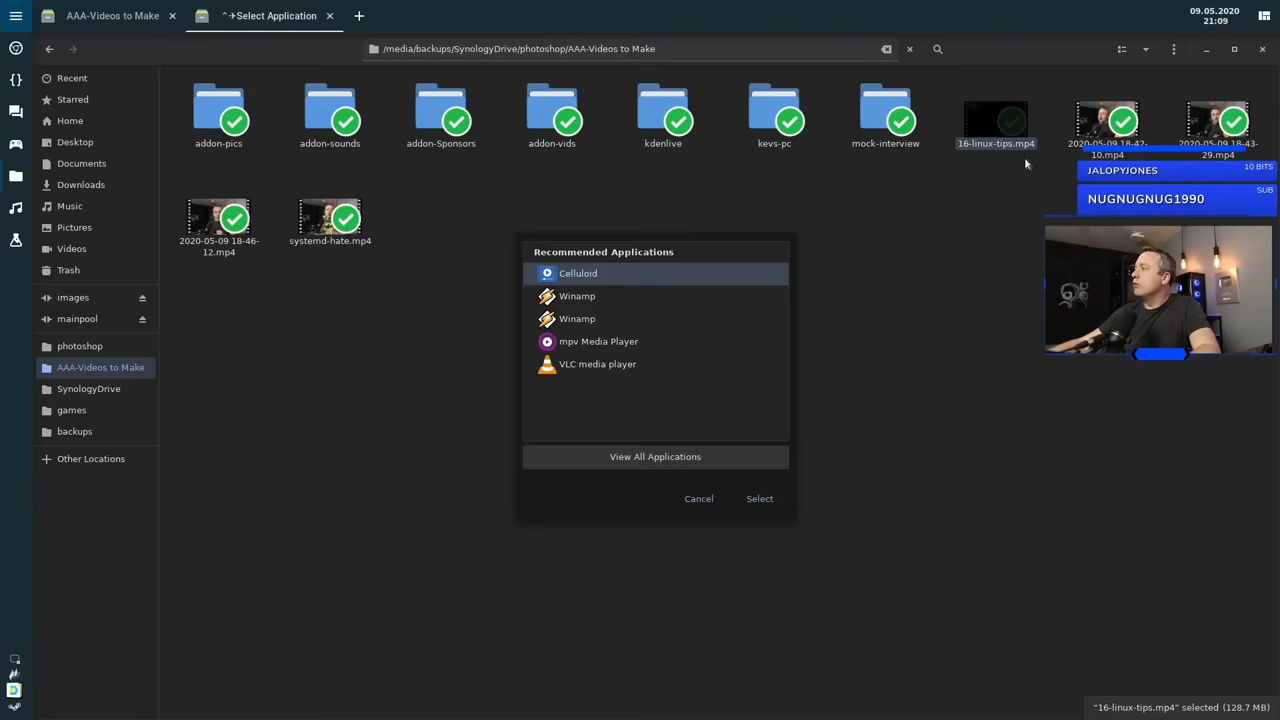 AAA-Videos to Make
⌃✈Select Application
09.05.2020
21:09
/media/backups/SynologyDrive/photoshop/AAA-Videos to Make
Recent
Starred
Home
Desktop
Documents
Downloads
Music
Pictures
Videos
Trash
images
mainpool
photoshop
AAA-Videos to Make
SynologyDrive
games
backups
Other Locations
addon-pics
addon-sounds
addon-Sponsors
addon-vids
kdenlive
kevs-pc
mock-interview
16-linux-tips.mp4
2020-05-09 18-42-
10.mp4
2020-05-09 18-43-
29.mp4
2020-05-09 18-46-
12.mp4
systemd-hate.mp4
JALOPYJONES
10 BITS
NUGNUGNUG1990
SUB
Recommended Applications
Celluloid
Winamp
Winamp
mpv Media Player
VLC media player
View All Applications
Cancel
Select
"16-linux-tips.mp4" selected (128.7 MB)